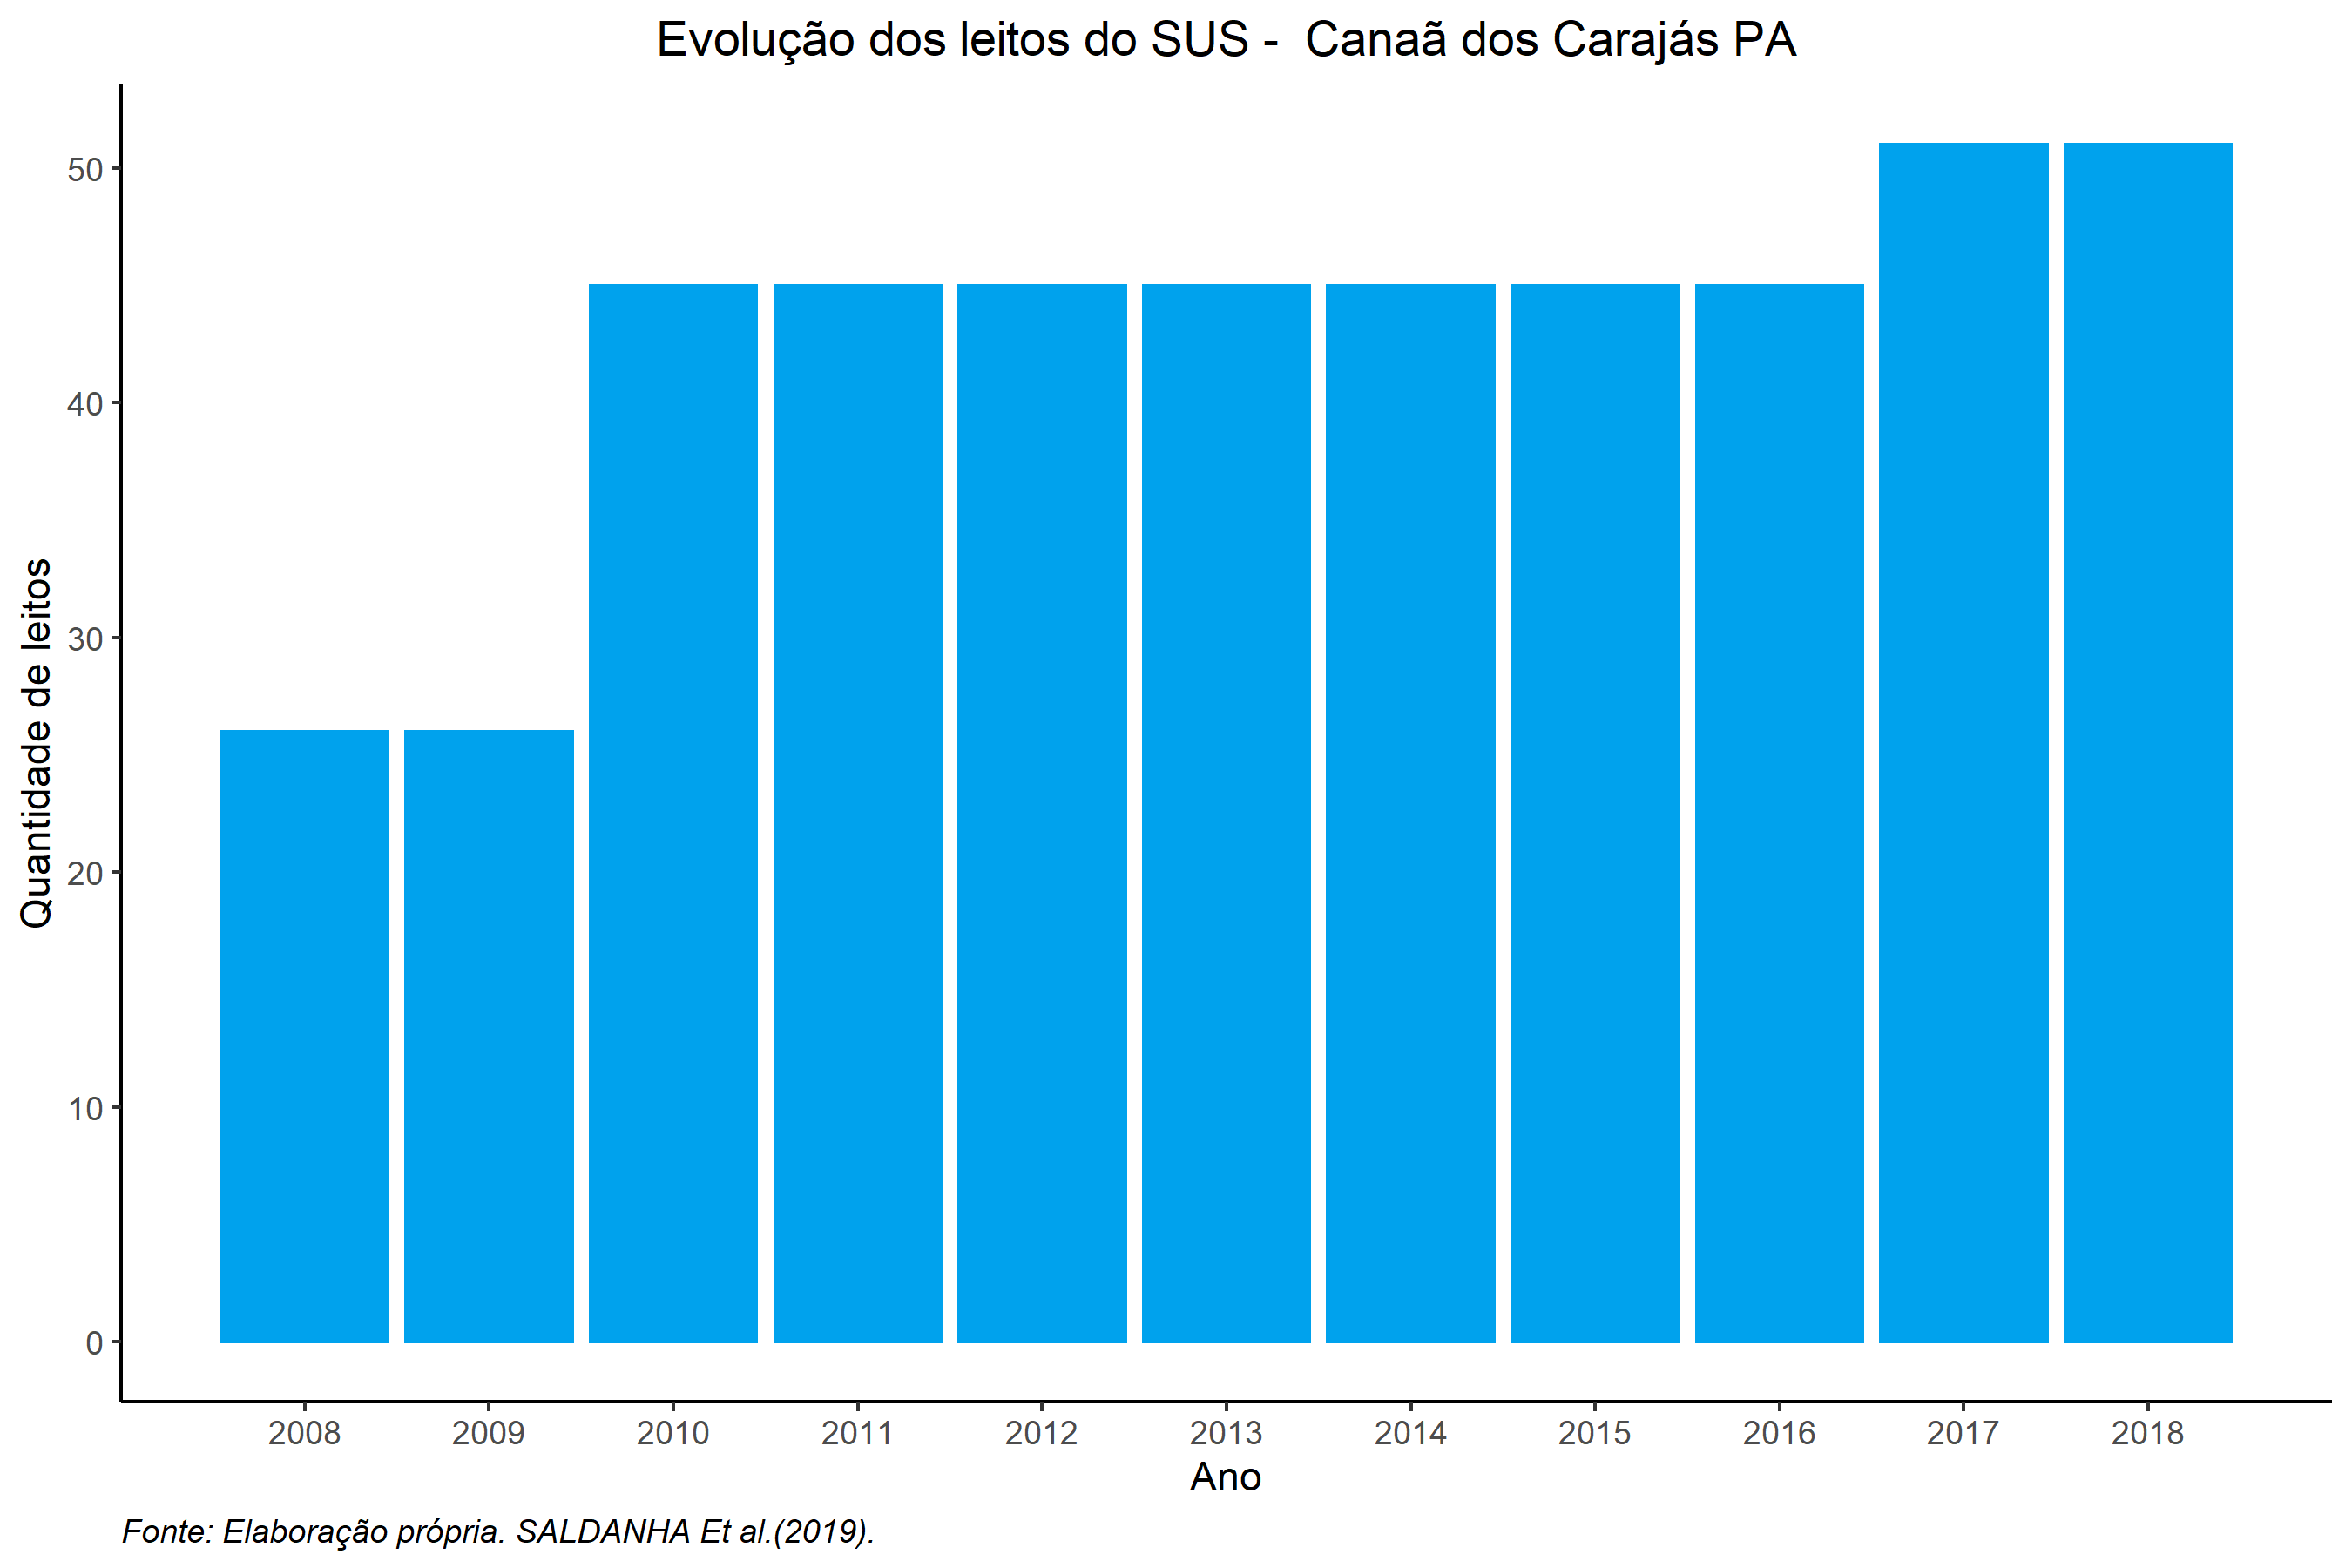 Evolução dos leitos do SUS -  Canaã dos Carajás PA
Quantidade de leitos
50
40
30
20
10
0
2008 2009 2010 2011 2012 2013 2014 2015 2016 2017 2018
Ano
Fonte: Elaboração própria. SALDANHA Et al.(2019).